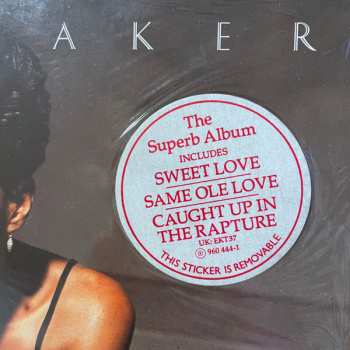 AKER
The
Superb Album
INCLUDES
SWEET LOVE
SAME OLE LOVE
CAUGHT UP IN
THE RAPTURE
UK: EKT37
℗ 960 444-1
THIS STICKER IS REMOVABLE